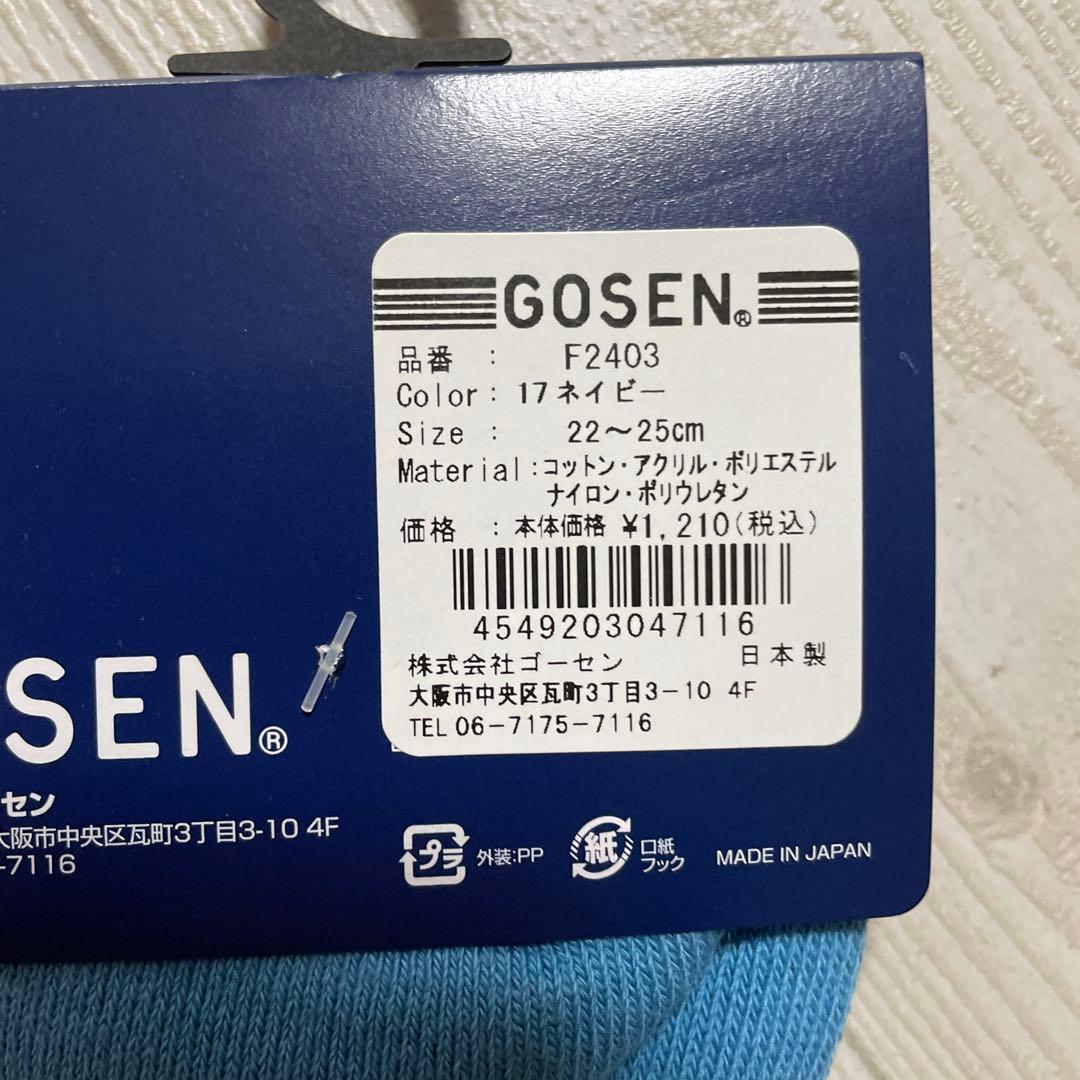 GOSEN®
品番 : F2403
Color: 17ネイビー
Size : 22～25cm
Material:コットン・アクリル・ポリエステル
ナイロン・ポリウレタン
価格 : 本体価格 ¥1,210(税込)
4549203047116
株式会社ゴーセン 日本製
大阪市中央区瓦町3丁目3-10 4F
TEL 06-7175-7116
SEN®
セン
大阪市中央区瓦町3丁目3-10 4F
-7116
プラ 外装:PP
紙 口紙
フック
MADE IN JAPAN